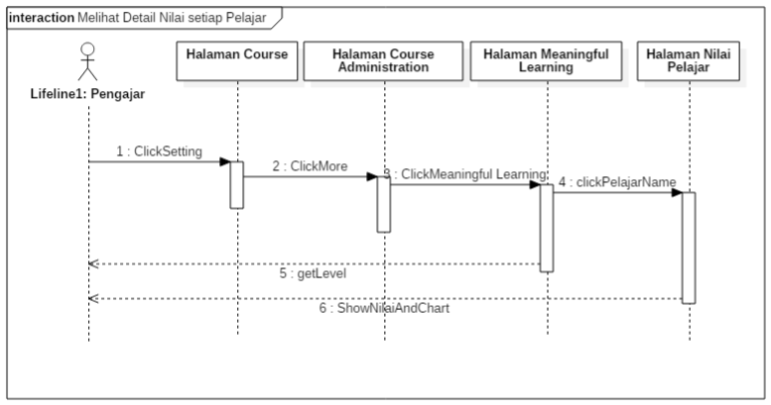 interaction Melihat Detail Nilai setiap Pelajar
Lifeline1: Pengajar
Halaman Course
Halaman Course
Administration
Halaman Meaningful
Learning
Halaman Nilai
Pelajar
1 : ClickSetting
2 : ClickMore
3 : ClickMeaningful Learning
4 : clickPelajarName
5 : getLevel
6 : ShowNilaiAndChart